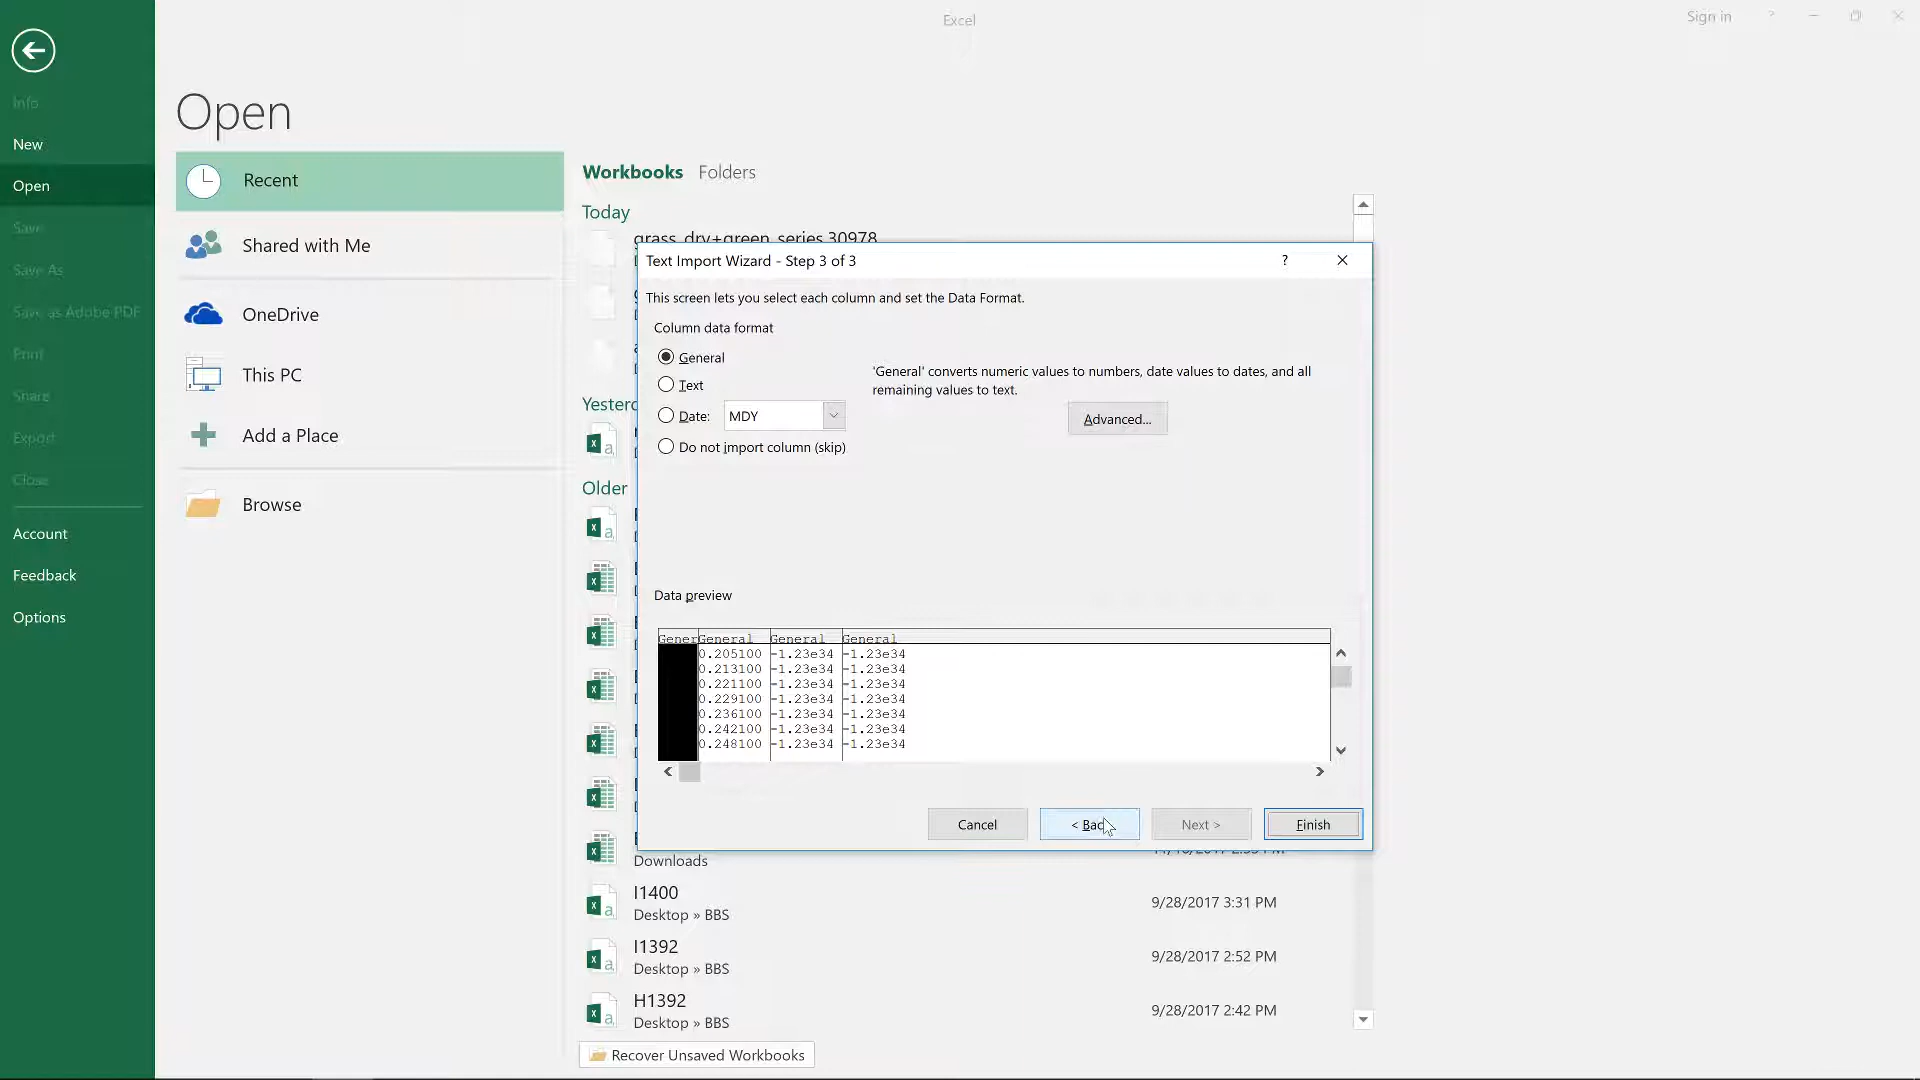 Excel
Sign in
?
Info
New
Open
Save
Save As
Save as Adobe PDF
Print
Share
Export
Close
Account
Feedback
Options
Open
Recent
Shared with Me
OneDrive
This PC
Add a Place
Browse
Workbooks Folders
Today
grass_dry+green_series 30978
Older
Text Import Wizard - Step 3 of 3
?
This screen lets you select each column and set the Data Format.
Column data format
General
Text
Date: MDY
Do not import column (skip)
'General' converts numeric values to numbers, date values to dates, and all
remaining values to text.
Advanced...
Data preview
Gener General General General
0.205100 -1.23e34 -1.23e34
0.213100 -1.23e34 -1.23e34
0.221100 -1.23e34 -1.23e34
0.229100 -1.23e34 -1.23e34
0.236100 -1.23e34 -1.23e34
0.242100 -1.23e34 -1.23e34
0.248100 -1.23e34 -1.23e34
Cancel
< Back
Next >
Finish
Downloads
I1400
Desktop » BBS
9/28/2017 3:31 PM
I1392
Desktop » BBS
9/28/2017 2:52 PM
H1392
Desktop » BBS
9/28/2017 2:42 PM
Recover Unsaved Workbooks